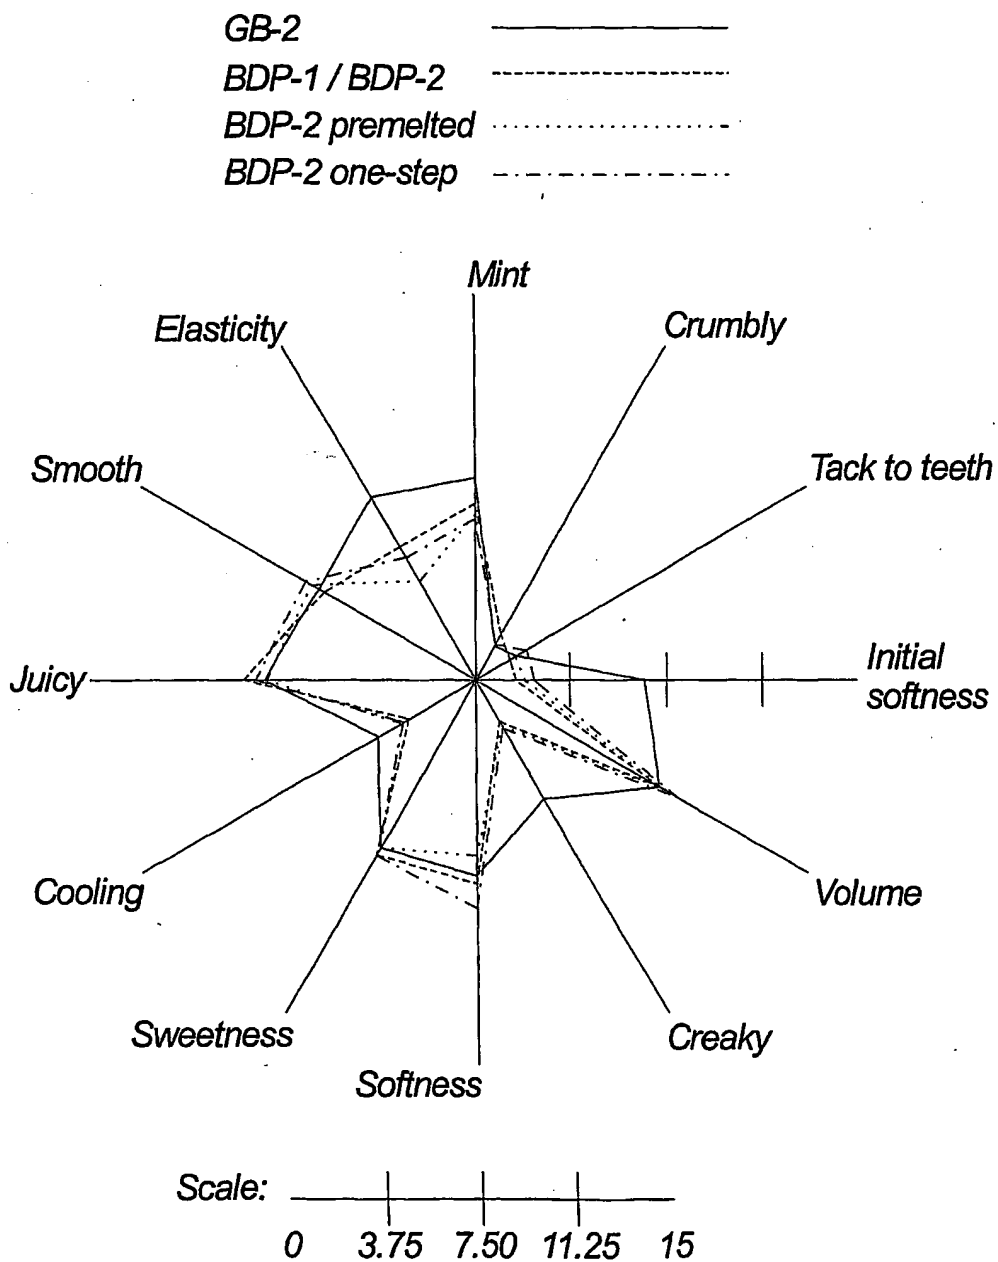 GB-2
BDP-1 / BDP-2
BDP-2 premelted
BDP-2 one-step
Mint
Elasticity
Crumbly
Smooth
Tack to teeth
Juicy
Initial
softness
Cooling
Volume
Sweetness
Creaky
Softness
Scale:
0 3.75 7.50 11.25 15